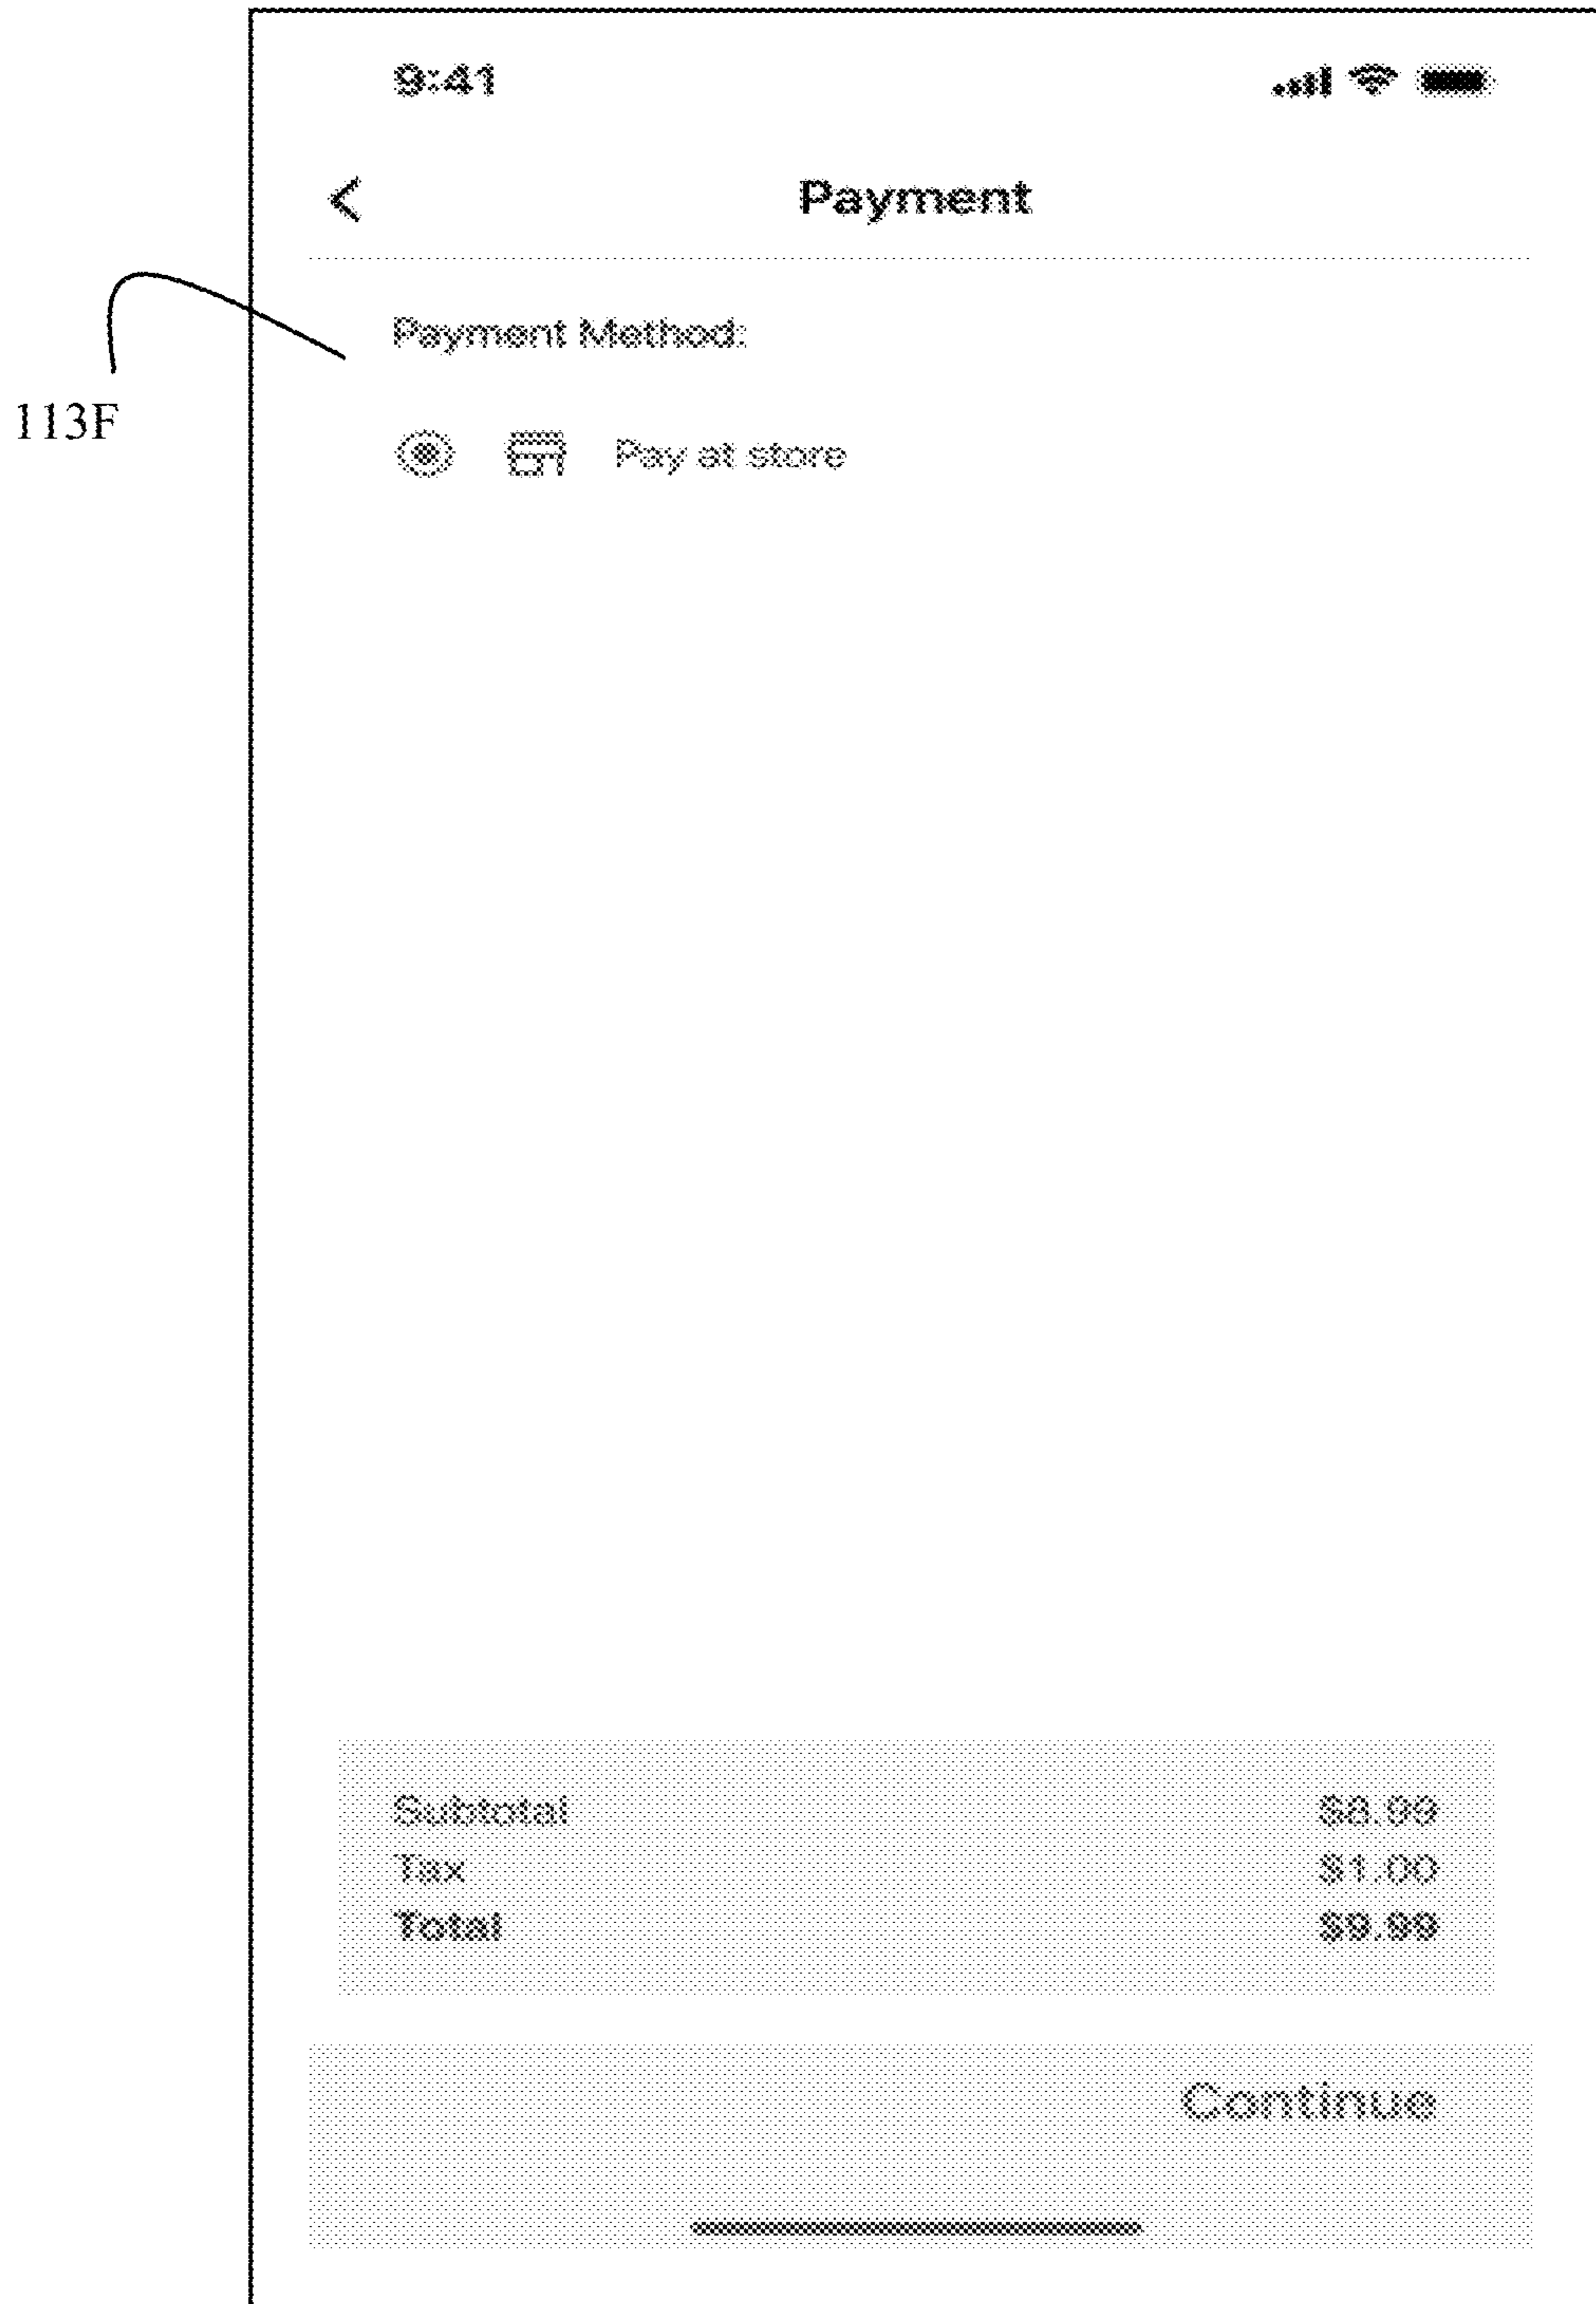 9:41
<
Payment
Payment Method:
113F
Pay at store
Subtotal $8.99
Tax $1.00
Total $9.99
Continue